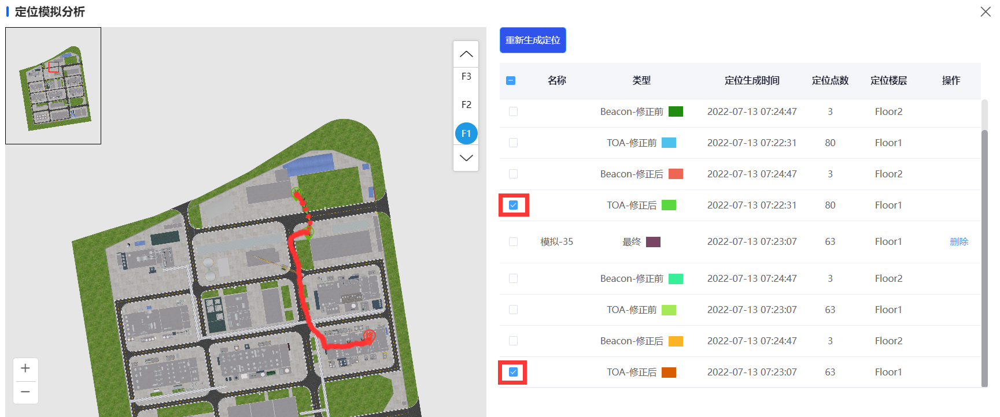 定位模拟分析
F3
F2
F1
重新生成定位
名称 类型 定位生成时间 定位点数 定位楼层 操作
Beacon-修正前 2022-07-13 07:24:47 3 Floor2
TOA-修正前 2022-07-13 07:22:31 80 Floor1
Beacon-修正后 2022-07-13 07:24:47 3 Floor2
TOA-修正后 2022-07-13 07:22:31 80 Floor1
模拟-35 最终 2022-07-13 07:23:07 63 Floor1 删除
Beacon-修正前 2022-07-13 07:24:47 3 Floor2
TOA-修正前 2022-07-13 07:23:07 63 Floor1
Beacon-修正后 2022-07-13 07:24:47 3 Floor2
TOA-修正后 2022-07-13 07:23:07 63 Floor1